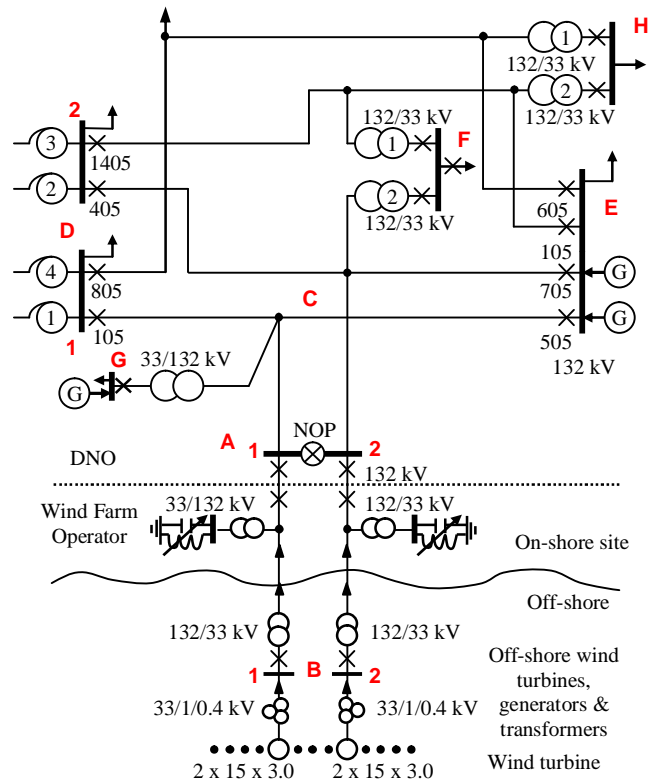 H
1
132/33 kV
2
132/33 kV
132/33 kV
2
3
1405
1
F
2
405
2
132/33 kV
E
605
D
105
4
805
C
705
G
1
105
505
G
1
G
33/132 kV
132 kV
G
A
NOP
1
2
DNO
132 kV
33/132 kV
132/33 kV
Wind Farm
Operator
On-shore site
Off-shore
132/33 kV
132/33 kV
1
B
2
Off-shore wind
turbines,
generators &
transformers
33/1/0.4 kV
33/1/0.4 kV
Wind turbine
2 x 15 x 3.0
2 x 15 x 3.0